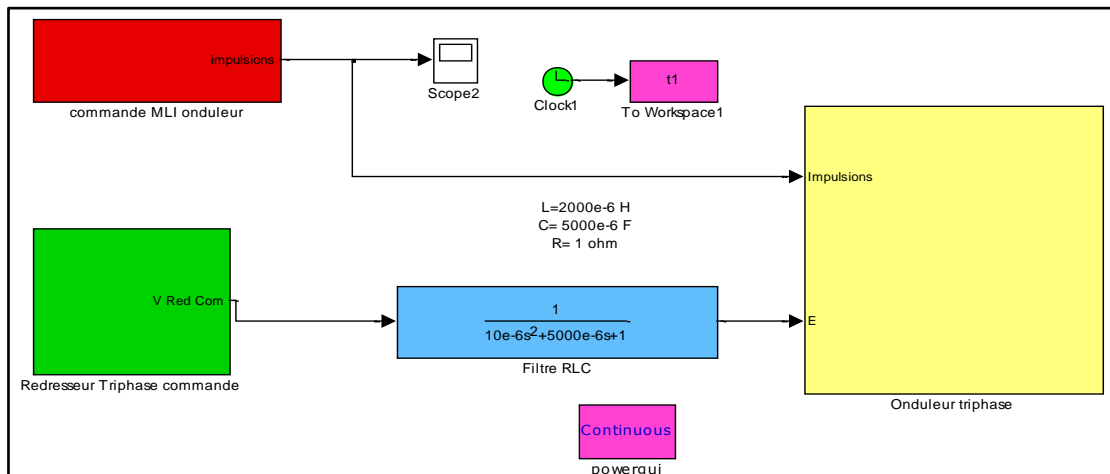 impulsions
commande MLI onduleur
Scope2
Clock1
t1
To Workspace1
Impulsions
L=2000e-6 H
C= 5000e-6 F
R= 1 ohm
V Red Com
Redresseur Triphase commande
1
10e-6s²+5000e-6s+1
Filtre RLC
E
Onduleur triphase
Continuous
powergui